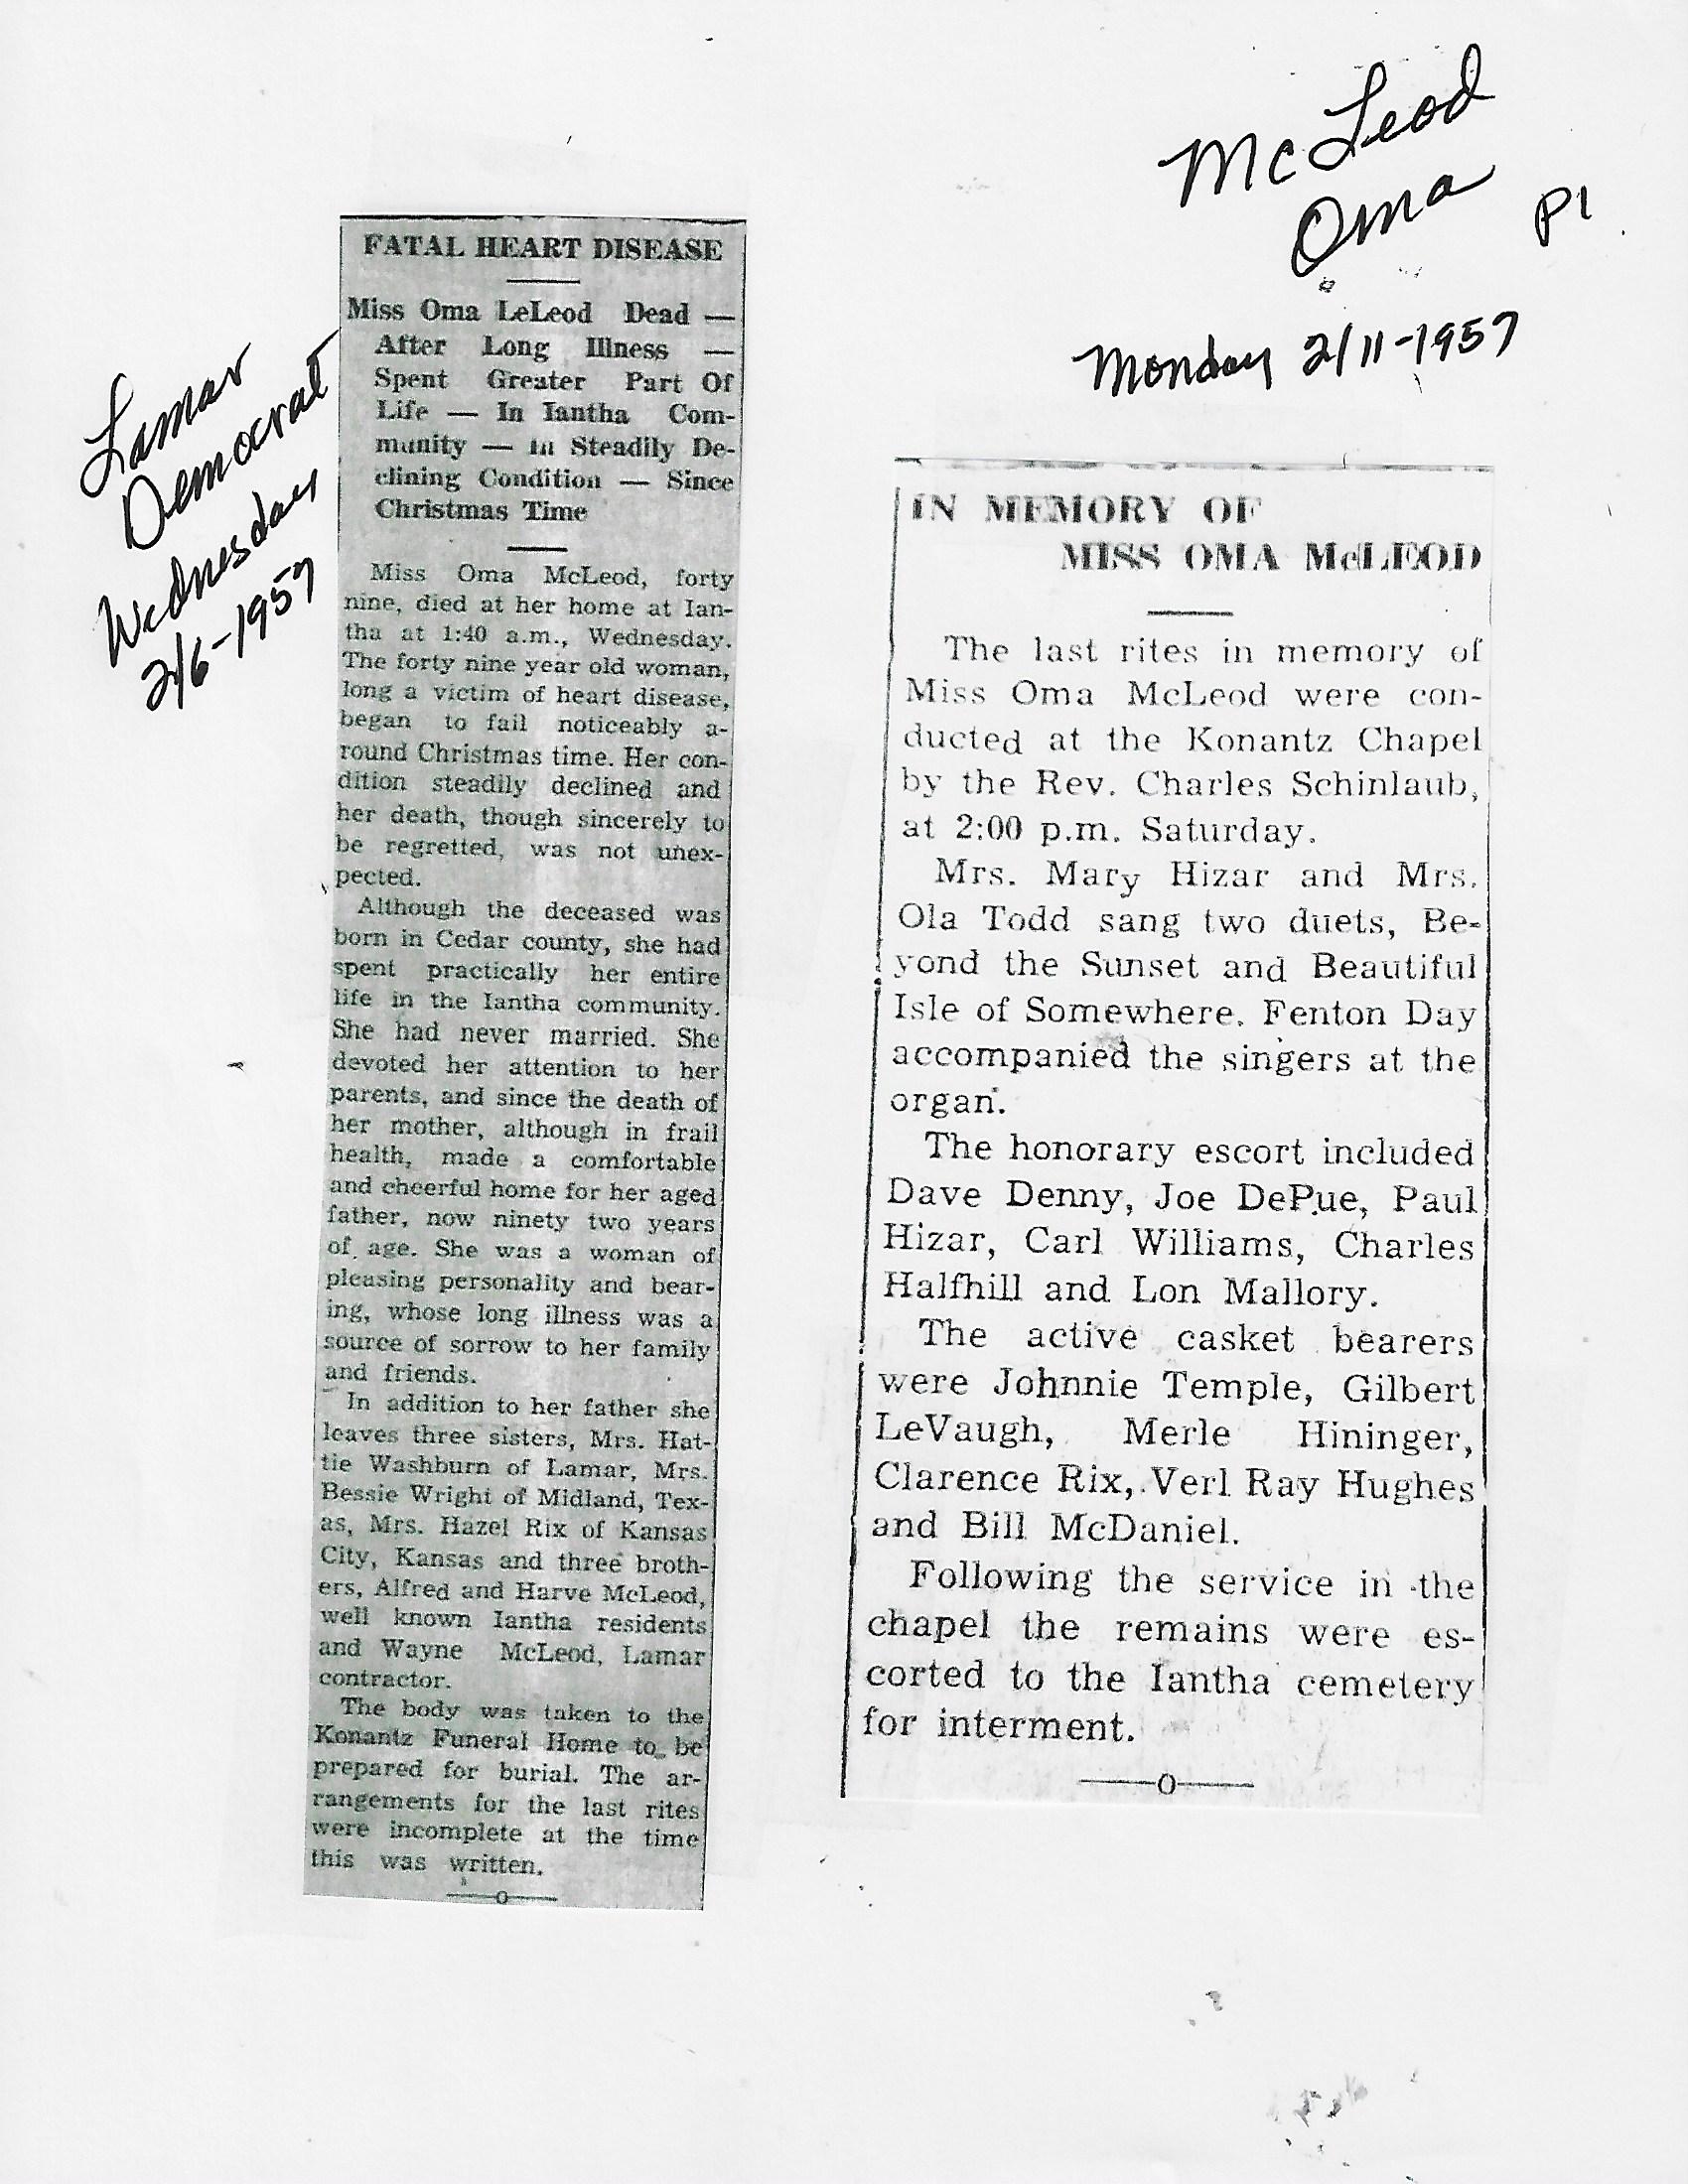 McLeod
Oma
P1
Monday 2/11-1957
Lamar
Democrat
Wednesday
2/6-1957
FATAL HEART DISEASE
Miss Oma LeLeod Dead —
After Long Illness —
Spent Greater Part Of
Life — In Iantha Com-
munity — In Steadily De-
clining Condition — Since
Christmas Time
Miss Oma McLeod, forty
nine, died at her home at Ian-
tha at 1:40 a.m., Wednesday.
The forty nine year old woman,
long a victim of heart disease,
began to fail noticeably a-
round Christmas time. Her con-
dition steadily declined and
her death, though sincerely to
be regretted, was not unex-
pected.
Although the deceased was
born in Cedar county, she had
spent practically her entire
life in the Iantha community.
She had never married. She
devoted her attention to her
parents, and since the death of
her mother, although in frail
health, made a comfortable
and cheerful home for her aged
father, now ninety two years
of age. She was a woman of
pleasing personality and bear-
ing, whose long illness was a
source of sorrow to her family
and friends.
In addition to her father she
leaves three sisters, Mrs. Hat-
tie Washburn of Lamar, Mrs.
Bessie Wright of Midland, Tex-
as, Mrs. Hazel Rix of Kansas
City, Kansas and three broth-
ers, Alfred and Harve McLeod,
well known Iantha residents
and Wayne McLeod, Lamar
contractor.
The body was taken to the
Konantz Funeral Home to be
prepared for burial. The ar-
rangements for the last rites
were incomplete at the time
this was written.
——o——
IN MEMORY OF
MISS OMA McLEOD
The last rites in memory of
Miss Oma McLeod were con-
ducted at the Konantz Chapel
by the Rev. Charles Schinlaub,
at 2:00 p.m. Saturday.
Mrs. Mary Hizar and Mrs.
Ola Todd sang two duets, Be-
yond the Sunset and Beautiful
Isle of Somewhere. Fenton Day
accompanied the singers at the
organ.
The honorary escort included
Dave Denny, Joe DePue, Paul
Hizar, Carl Williams, Charles
Halfhill and Lon Mallory.
The active casket bearers
were Johnnie Temple, Gilbert
LeVaugh, Merle Hininger,
Clarence Rix, Verl Ray Hughes
and Bill McDaniel.
Following the service in the
chapel the remains were es-
corted to the Iantha cemetery
for interment.
——o——